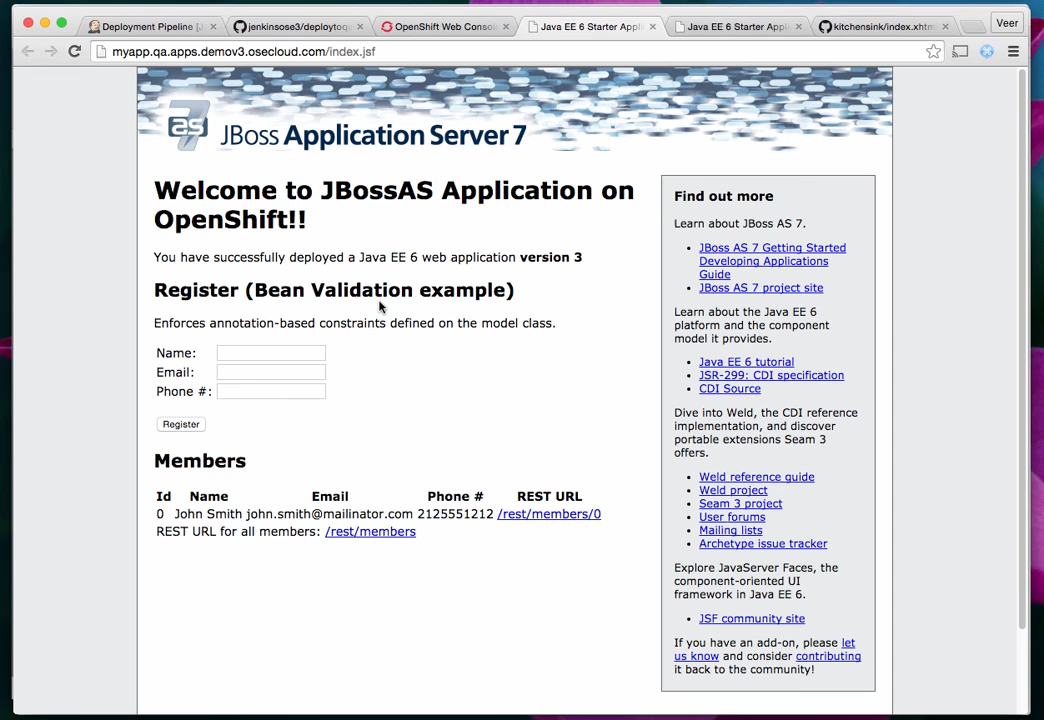 Deployment Pipeline [J
jenkinsose3/deploytoqa
OpenShift Web Conso
Java EE 6 Starter Appl
Java EE 6 Starter Appl
kitchensink/index.xhtm
Veer
myapp.qa.apps.demov3.osecloud.com/index.jsf
as 7
JBoss Application Server 7
Welcome to JBossAS Application on
OpenShift!!
You have successfully deployed a Java EE 6 web application version 3
Register (Bean Validation example)
Enforces annotation-based constraints defined on the model class.
Name:
Email:
Phone #:
Register
Members
Id Name Email Phone # REST URL
0 John Smith john.smith@mailinator.com 2125551212 /rest/members/0
REST URL for all members: /rest/members
Find out more
Learn about JBoss AS 7.
• JBoss AS 7 Getting Started
Developing Applications
Guide
• JBoss AS 7 project site
Learn about the Java EE 6
platform and the component
model it provides.
• Java EE 6 tutorial
• JSR-299: CDI specification
• CDI Source
Dive into Weld, the CDI reference
implementation, and discover
portable extensions Seam 3
offers.
• Weld reference guide
• Weld project
• Seam 3 project
• User forums
• Mailing lists
• Archetype issue tracker
Explore JavaServer Faces, the
component-oriented UI
framework in Java EE 6.
• JSF community site
If you have an add-on, please let
us know and consider contributing
it back to the community!